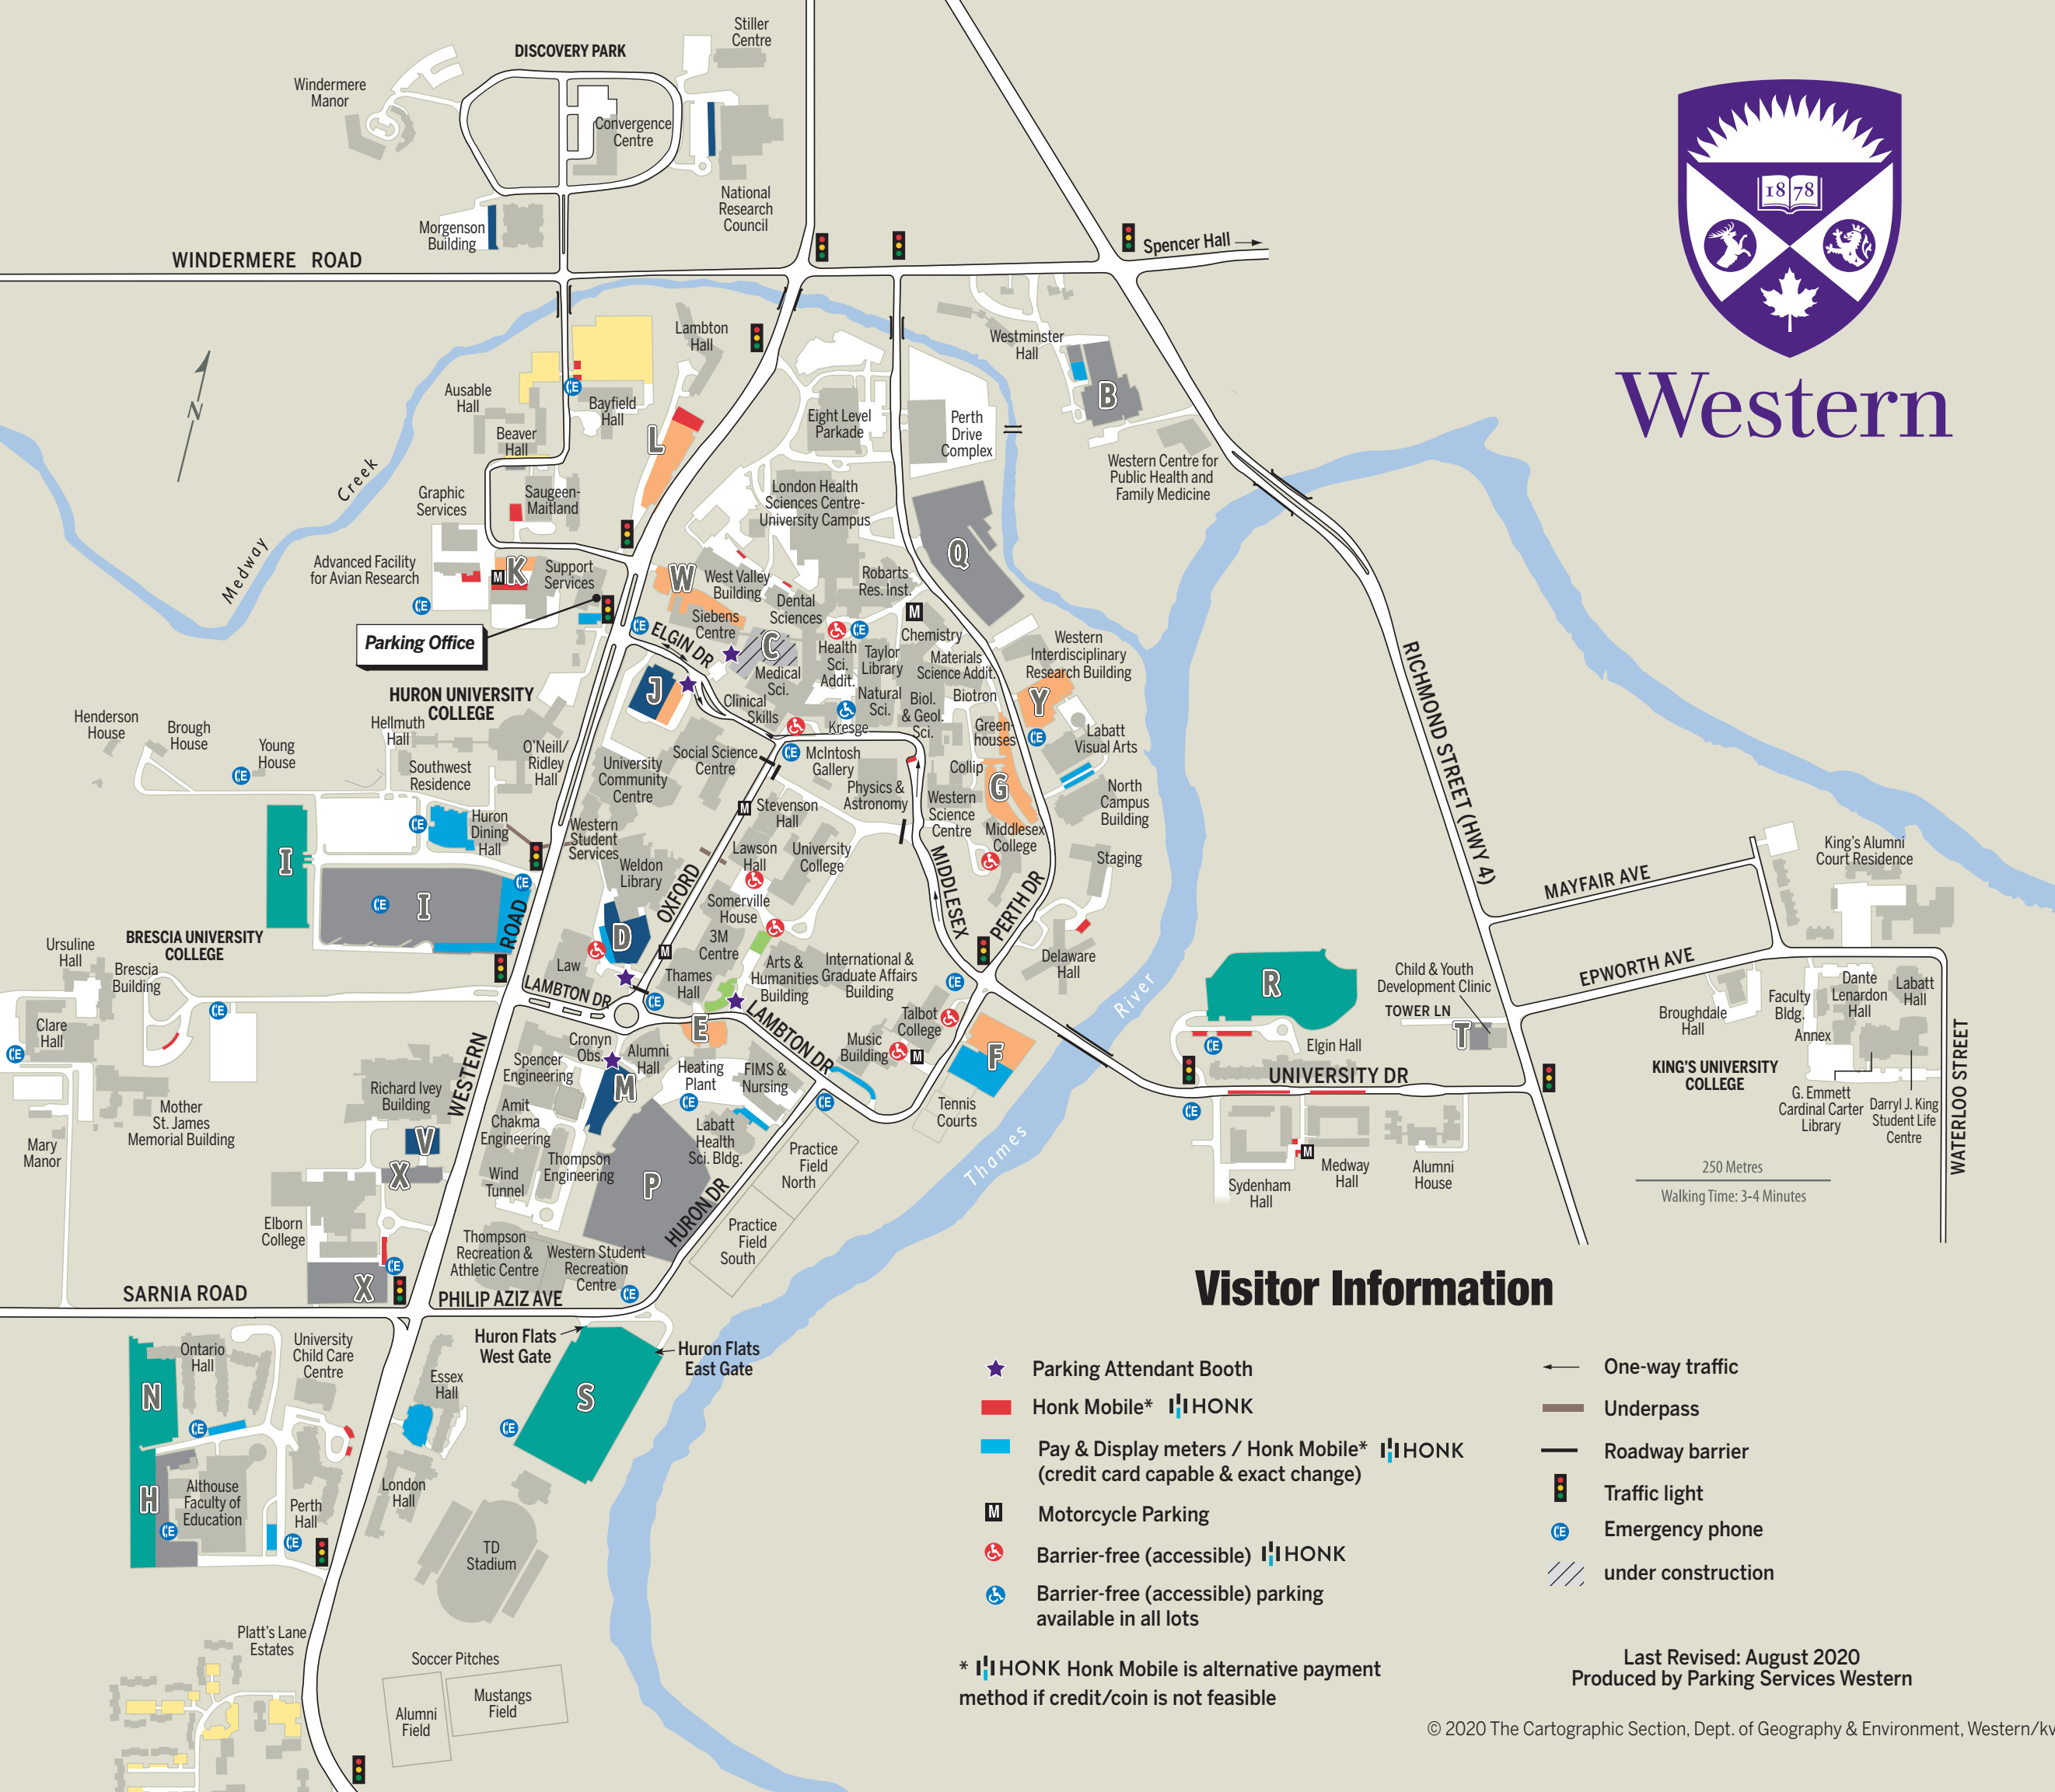 Stiller
Centre
DISCOVERY PARK
Windermere
Manor
Convergence
Centre
National
Research
Council
Morgenson
Building
WINDERMERE ROAD
Spencer Hall
1878
Western
Lambton
Hall
Westminster
Hall
B
Ausable
Hall
Bayfield
Hall
Beaver
Hall
L
Eight Level
Parkade
Perth
Drive
Complex
Western Centre for
Public Health and
Family Medicine
N
Medway
Creek
Graphic
Services
Saugeen-
Maitland
London Health
Sciences Centre-
University Campus
Q
Advanced Facility
for Avian Research
M
K
Support
Services
W
West Valley
Building
Robarts
Res. Inst.
Dental
Sciences
M
Siebens
Centre
Chemistry
Parking Office
ELGIN DR
C
Medical
Sci.
Health
Sci.
Addit.
Taylor
Library
Materials
Science Addit.
Western
Interdisciplinary
Research Building
HURON UNIVERSITY
COLLEGE
J
Clinical
Skills
Kresge
Natural
Sci.
Biol.
& Geol.
Sci.
Biotron
Y
Green-
houses
Labatt
Visual Arts
Henderson
House
Brough
House
Young
House
Hellmuth
Hall
Southwest
Residence
O'Neill/
Ridley
Hall
University
Community
Centre
Social Science
Centre
McIntosh
Gallery
Physics &
Astronomy
Collip
G
North
Campus
Building
Huron
Dining
Hall
Western
Student
Services
M
Stevenson
Hall
Western
Science
Centre
Middlesex
College
I
I
Weldon
Library
Lawson
Hall
University
College
Staging
OXFORD
MIDDLESEX
PERTH DR
Somerville
House
ROAD
D
M
3M
Centre
BRESCIA UNIVERSITY
COLLEGE
Ursuline
Hall
Brescia
Building
Law
LAMBTON DR
Thames
Hall
Arts &
Humanities
Building
International &
Graduate Affairs
Building
Delaware
Hall
Clare
Hall
E
LAMBTON DR
Talbot
College
Music
Building
M
F
River
Thames
R
Elgin Hall
Child & Youth
Development Clinic
TOWER LN
T
RICHMOND STREET (HWY 4)
MAYFAIR AVE
EPWORTH AVE
King's Alumni
Court Residence
Broughdale
Hall
Faculty
Bldg.
Dante
Lenardon
Hall
Labatt
Hall
Annex
KING'S UNIVERSITY
COLLEGE
G. Emmett
Cardinal Carter
Library
Darryl J. King
Student Life
Centre
WATERLOO STREET
UNIVERSITY DR
Cronyn
Obs.
Alumni
Hall
Spencer
Engineering
M
Heating
Plant
FIMS &
Nursing
WESTERN
Richard Ivey
Building
Amit
Chakma
Engineering
Labatt
Health
Sci. Bldg.
Tennis
Courts
Mother
St. James
Memorial Building
Mary
Manor
V
X
Wind
Tunnel
Thompson
Engineering
P
Practice
Field
North
HURON DR
M
Sydenham
Hall
Medway
Hall
Alumni
House
250 Metres
Walking Time: 3-4 Minutes
Elborn
College
Thompson
Recreation &
Athletic Centre
Western Student
Recreation
Centre
Practice
Field
South
X
SARNIA ROAD
PHILIP AZIZ AVE
Huron Flats
West Gate
Huron Flats
East Gate
Ontario
Hall
University
Child Care
Centre
Essex
Hall
N
S
H
Althouse
Faculty of
Education
Perth
Hall
London
Hall
TD
Stadium
Platt's Lane
Estates
Soccer Pitches
Alumni
Field
Mustangs
Field
Visitor Information
Parking Attendant Booth
Honk Mobile* HONK
Pay & Display meters / Honk Mobile* HONK
(credit card capable & exact change)
M Motorcycle Parking
Barrier-free (accessible) HONK
Barrier-free (accessible) parking
available in all lots
* HONK Honk Mobile is alternative payment
method if credit/coin is not feasible
One-way traffic
Underpass
Roadway barrier
Traffic light
Emergency phone
under construction
Last Revised: August 2020
Produced by Parking Services Western
© 2020 The Cartographic Section, Dept. of Geography & Environment, Western/kv